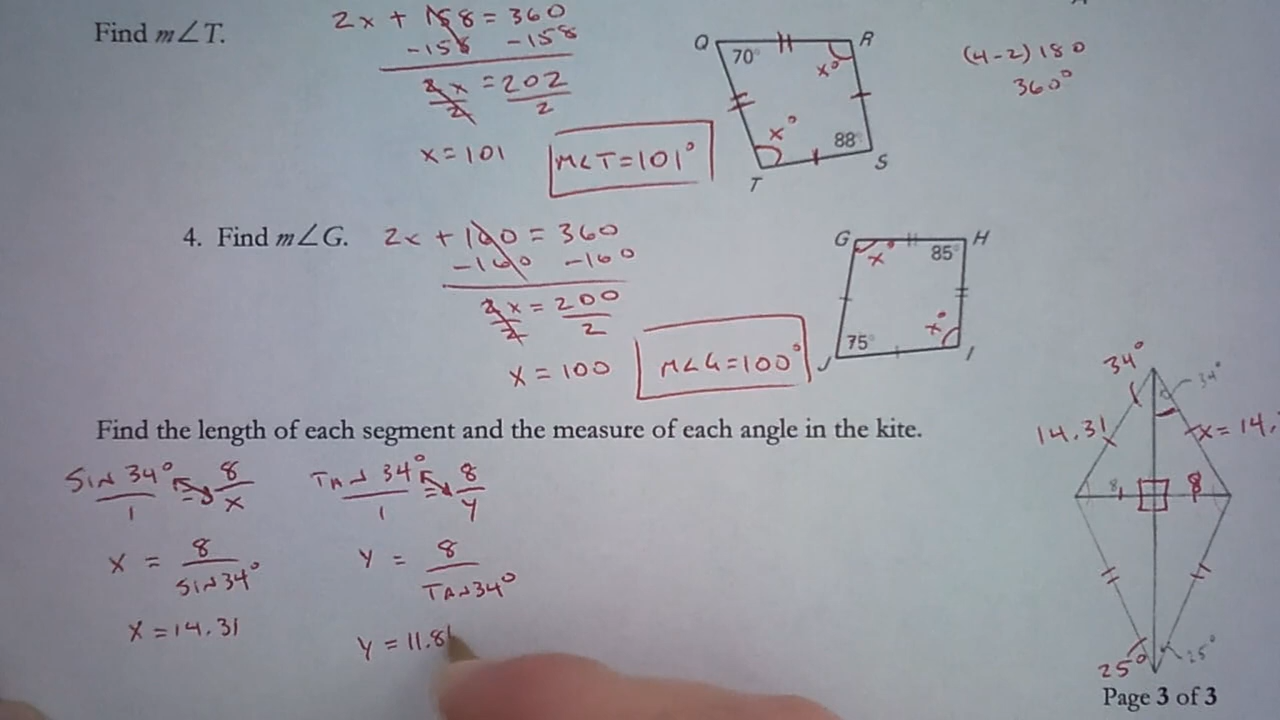 Find m∠T.
2x + 158 = 360
-158 -158
2x = 202
2 2
x = 101
M∠T = 101°
Q
R
70°
x°
x°
88
S
T
(4-2)180
360°
4. Find m∠G.
2x + 160 = 360
-160 -160
2x = 200
2 2
x = 100
M∠G = 100°
G
H
x°
85
75°
x°
J
I
Find the length of each segment and the measure of each angle in the kite.
Sin 34° = 8
1 x
x = 8
Sin 34°
x = 14.31
Tan 34° = 8
1 y
y = 8
Tan 34°
y = 11.8
34°
34°
14.31
x = 14.
8
8
25°
25°
Page 3 of 3